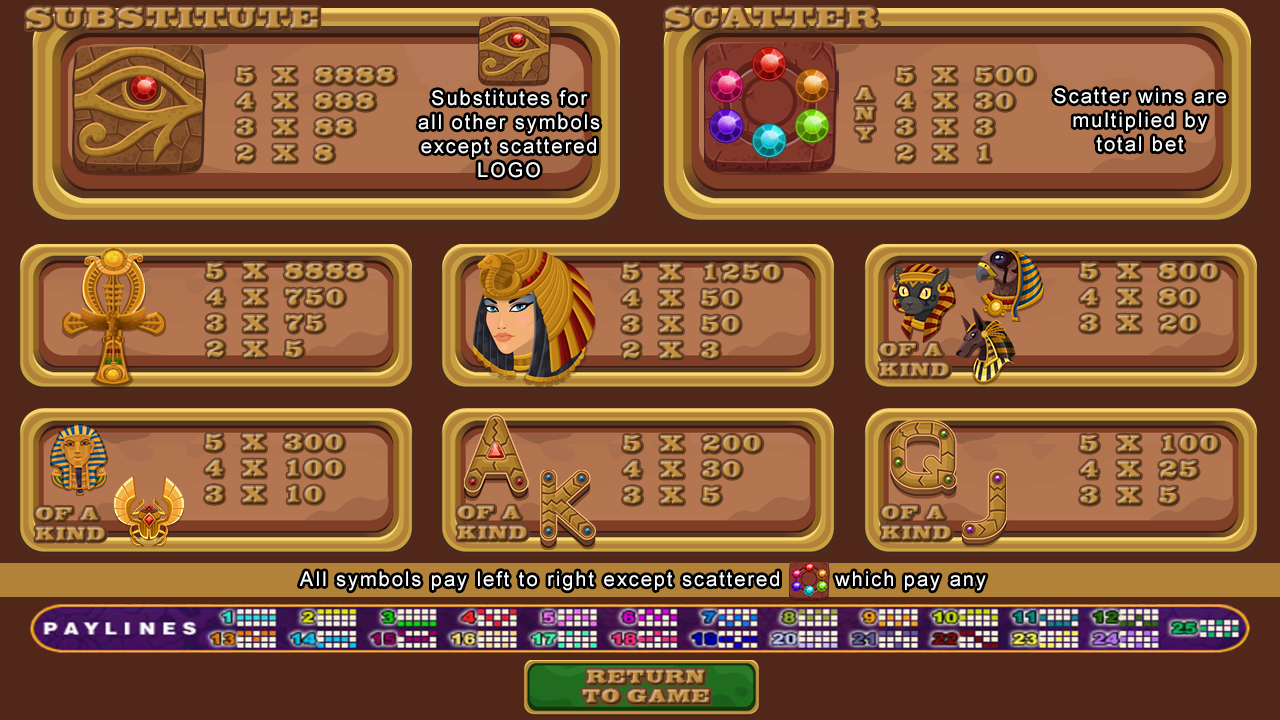 SUBSTITUTE
5 X 8888
4 X 888
3 X 88
2 X 8
Substitutes for
all other symbols
except scattered
LOGO
SCATTER
ANY
5 X 500
4 X 30
3 X 3
2 X 1
Scatter wins are
multiplied by
total bet
5 X 8888
4 X 750
3 X 75
2 X 5
5 X 1250
4 X 50
3 X 50
2 X 3
OF A
KIND
5 X 800
4 X 80
3 X 20
OF A
KIND
5 X 300
4 X 100
3 X 10
A
K
OF A
KIND
5 X 200
4 X 30
3 X 5
Q
J
OF A
KIND
5 X 100
4 X 25
3 X 5
All symbols pay left to right except scattered which pay any
PAYLINES
1 2 3 4 5 6 7 8 9 10 11 12
13 14 15 16 17 18 19 20 21 22 23 24 25
RETURN
TO GAME